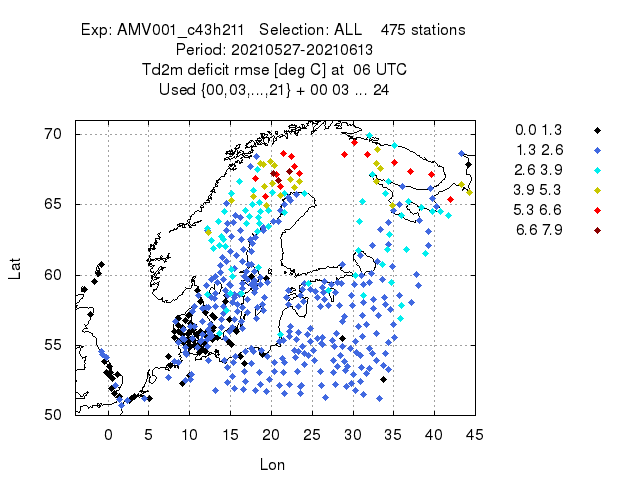 Exp: AMV001_c43h211   Selection: ALL    475 stations
Period: 20210527-20210613
Td2m deficit rmse [deg C] at  06 UTC
Used {00,03,...,21} + 00 03 ... 24
70
65
60
55
50
Lat
0 5 10 15 20 25 30 35 40 45
Lon
0.0 1.3
1.3 2.6
2.6 3.9
3.9 5.3
5.3 6.6
6.6 7.9